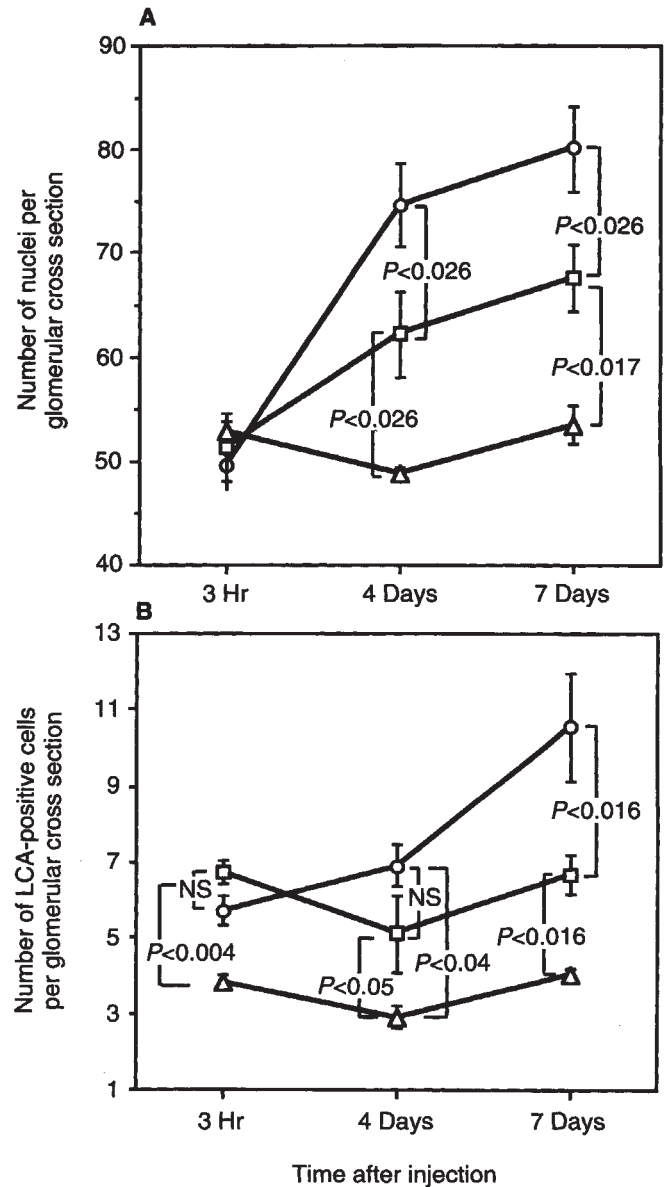 A
Number of nuclei per
glomerular cross section
90
80
70
60
50
40
P<0.026
P<0.026
P<0.026
P<0.017
3 Hr
4 Days
7 Days
B
Number of LCA-positive cells
per glomerular cross section
13
11
9
7
5
3
1
NS
P<0.004
NS
P<0.05
P<0.04
P<0.016
P<0.016
3 Hr
4 Days
7 Days
Time after injection